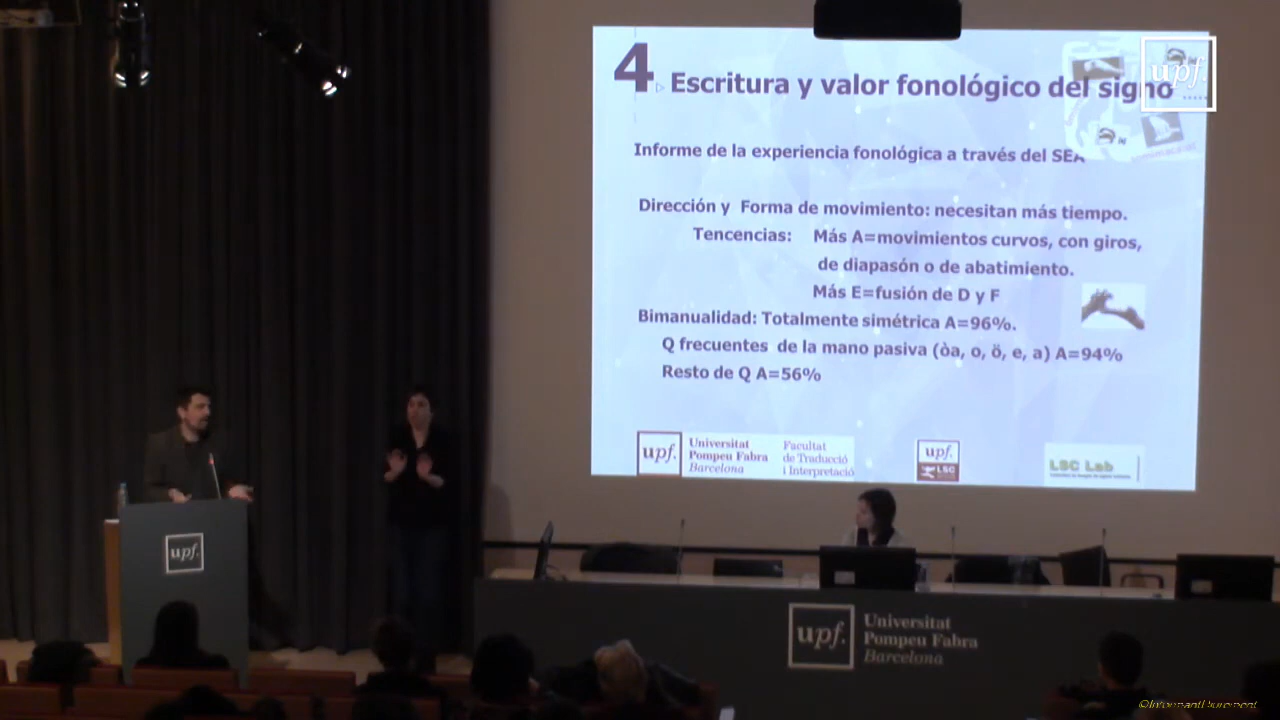 4 Escritura y valor fonológico del signo
upf.
Informe de la experiencia fonológica a través del SEA
Dirección y Forma de movimiento: necesitan más tiempo.
Tencencias: Más A=movimientos curvos, con giros,
de diapasón o de abatimiento.
Más E=fusión de D y F
Bimanualidad: Totalmente simétrica A=96%.
Q frecuentes de la mano pasiva (òa, o, ö, e, a) A=94%
Resto de Q A=56%
upf. Universitat Pompeu Fabra Barcelona
Facultat de Traducció i Interpretació
upf. LSC
LSC Lab
upf.
upf. Universitat
Pompeu Fabra
Barcelona